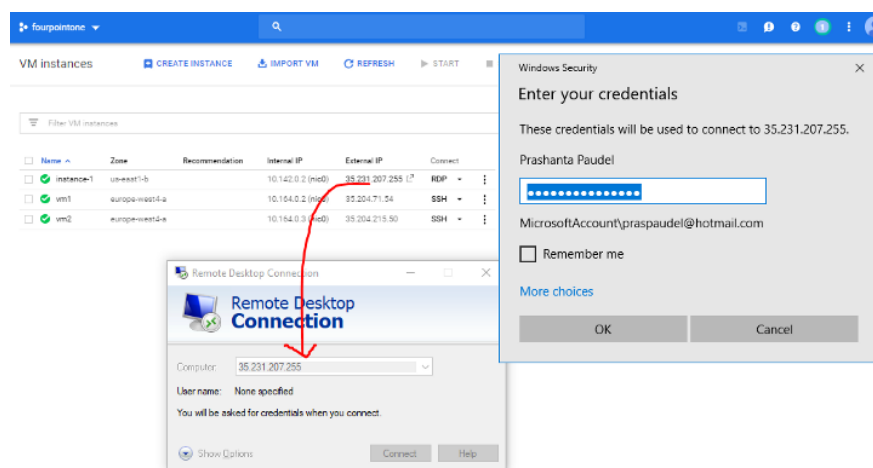 fourpointone
VM instances
CREATE INSTANCE
IMPORT VM
REFRESH
START
Filter VM instances
Name Zone Recommendation Internal IP External IP Connect
instance-1 us-east1-b 10.142.0.2 (nic0) 35.231.207.255 RDP
vm1 europe-west4-a 10.164.0.2 (nic0) 35.204.71.54 SSH
vm2 europe-west4-a 10.164.0.3 (nic0) 35.204.215.50 SSH
Remote Desktop Connection
Remote Desktop
Connection
Computer: 35.231.207.255
User name: None specified
You will be asked for credentials when you connect.
Show Options Connect Help
Windows Security
Enter your credentials
These credentials will be used to connect to 35.231.207.255.
Prashanta Paudel
MicrosoftAccount\praspaudel@hotmail.com
Remember me
More choices
OK Cancel